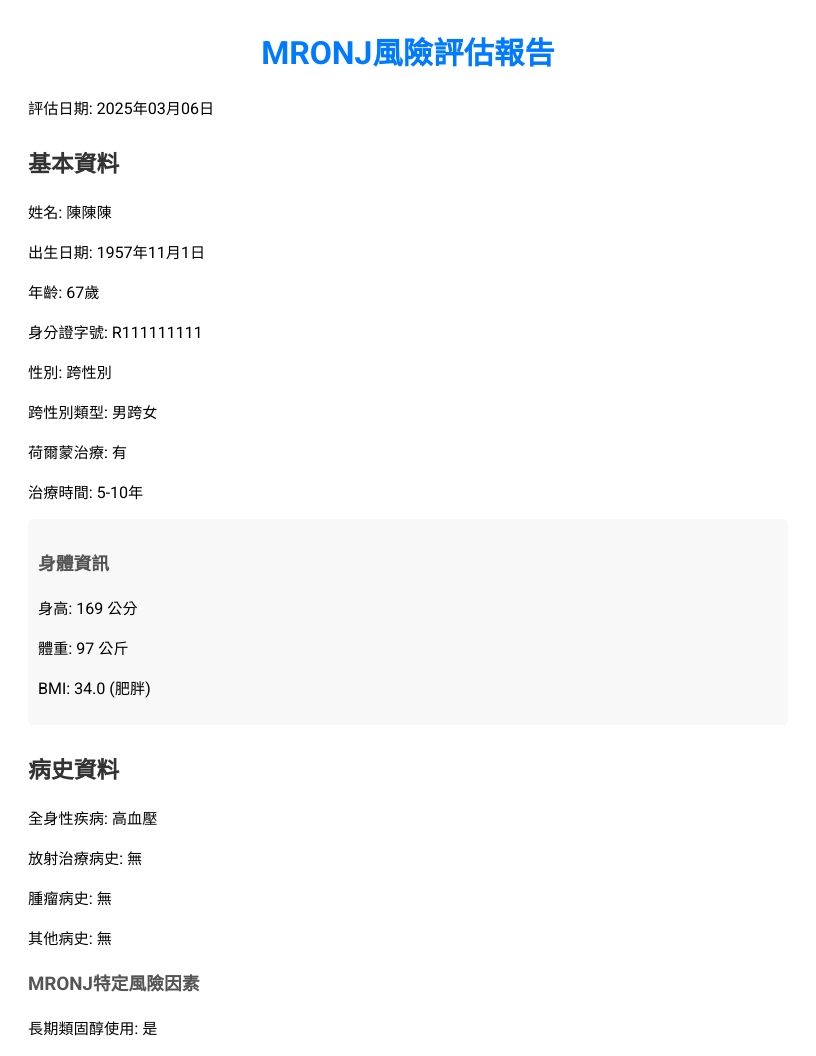 MRONJ風險評估報告
評估日期: 2025年03月06日
基本資料
姓名: 陳陳陳
出生日期: 1957年11月1日
年齡: 67歲
身分證字號: R111111111
性別: 跨性別
跨性別類型: 男跨女
荷爾蒙治療: 有
治療時間: 5-10年
身體資訊
身高: 169 公分
體重: 97 公斤
BMI: 34.0 (肥胖)
病史資料
全身性疾病: 高血壓
放射治療病史: 無
腫瘤病史: 無
其他病史: 無
MRONJ特定風險因素
長期類固醇使用: 是